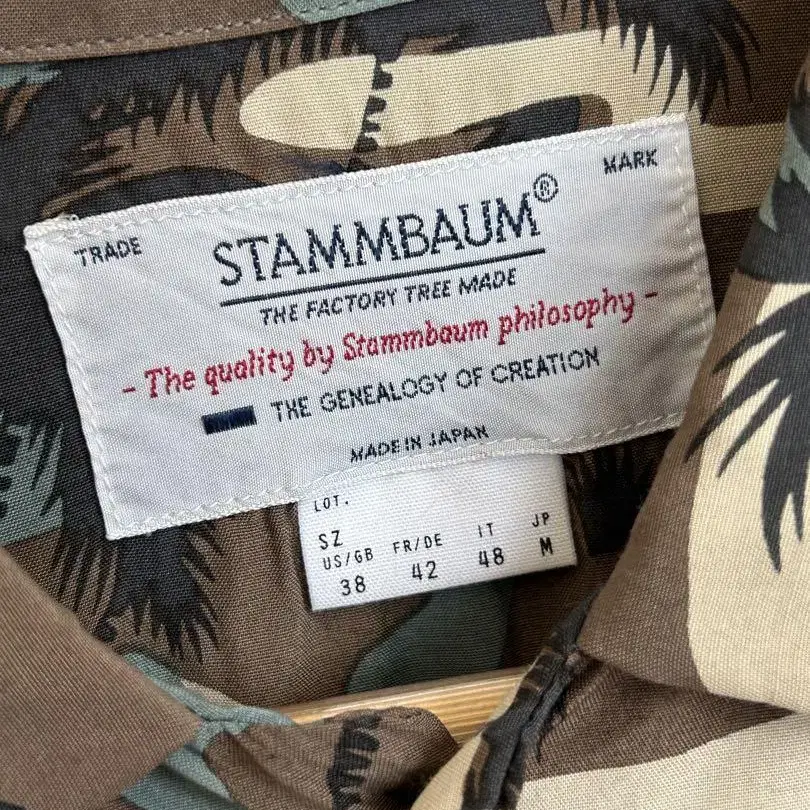 TRADE MARK
STAMMBAUM®
THE FACTORY TREE MADE
- The quality by Stammbaum philosophy -
THE GENEALOGY OF CREATION
MADE IN JAPAN
LOT.
SZ
US/GB FR/DE IT JP
38 42 48 M